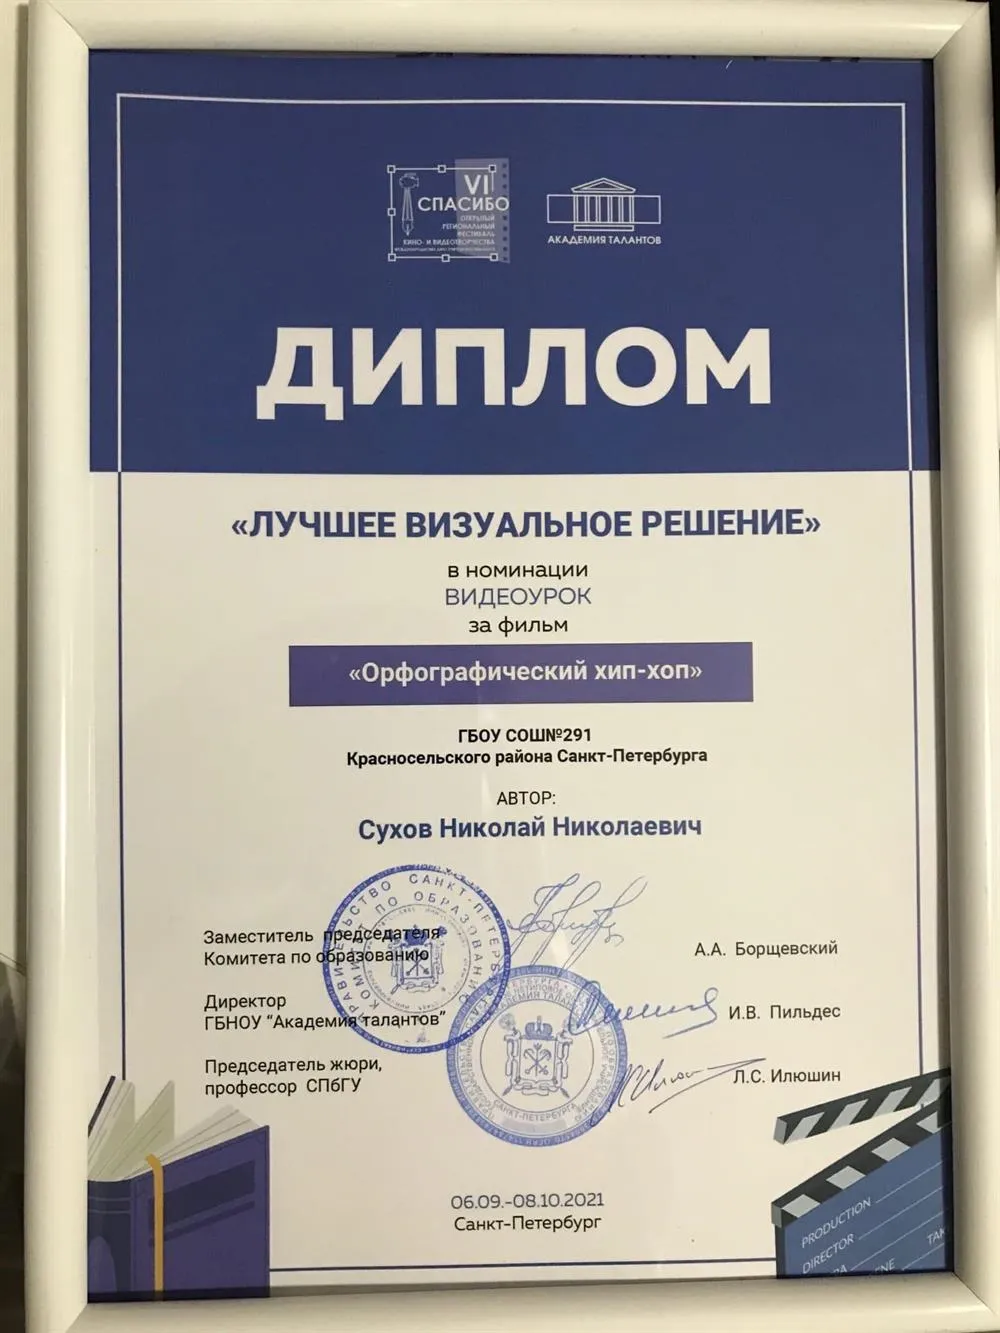 VI
СПАСИБО
ОТКРЫТЫЙ
РЕГИОНАЛЬНЫЙ
ФЕСТИВАЛЬ
КИНО- И ВИДЕОТВОРЧЕСТВА
АКАДЕМИЯ ТАЛАНТОВ
ДИПЛОМ
«ЛУЧШЕЕ ВИЗУАЛЬНОЕ РЕШЕНИЕ»
в номинации
ВИДЕОУРОК
за фильм
«Орфографический хип-хоп»
ГБОУ СОШ№291
Красносельского района Санкт-Петербурга
АВТОР:
Сухов Николай Николаевич
Заместитель председателя
Комитета по образованию
А.А. Борщевский
Директор
ГБНОУ “Академия талантов”
И.В. Пильдес
Председатель жюри,
профессор СПбГУ
Л.С. Илюшин
06.09.-08.10.2021
Санкт-Петербург
PRODUCTION
DIRECTOR